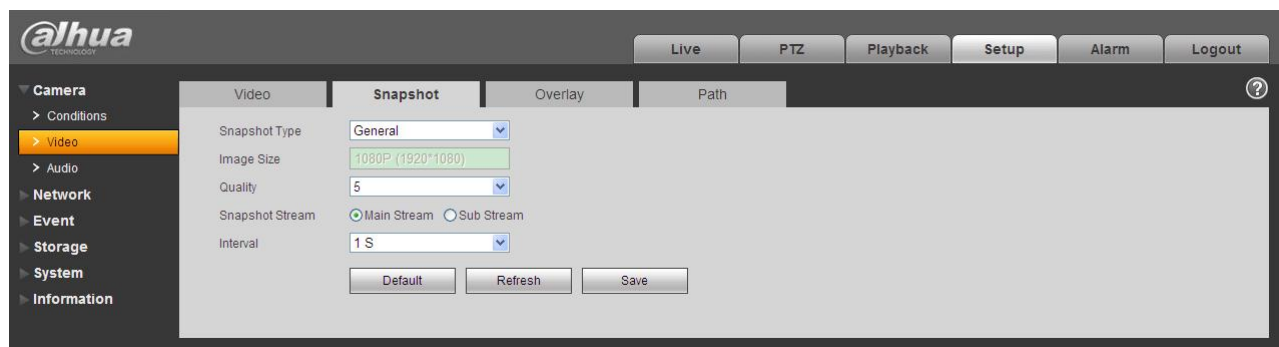 alhua
TECHNOLOGY
Live PTZ Playback Setup Alarm Logout
Camera
> Conditions
> Video
> Audio
Network
Event
Storage
System
Information
Video Snapshot Overlay Path ?
Snapshot Type General
Image Size 1080P (1920*1080)
Quality 5
Snapshot Stream Main Stream Sub Stream
Interval 1 S
Default Refresh Save